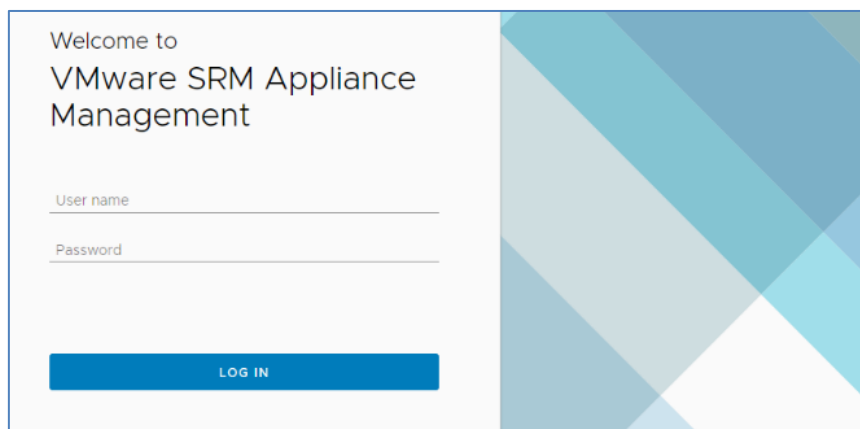 Welcome to
VMware SRM Appliance
Management
User name
Password
LOG IN